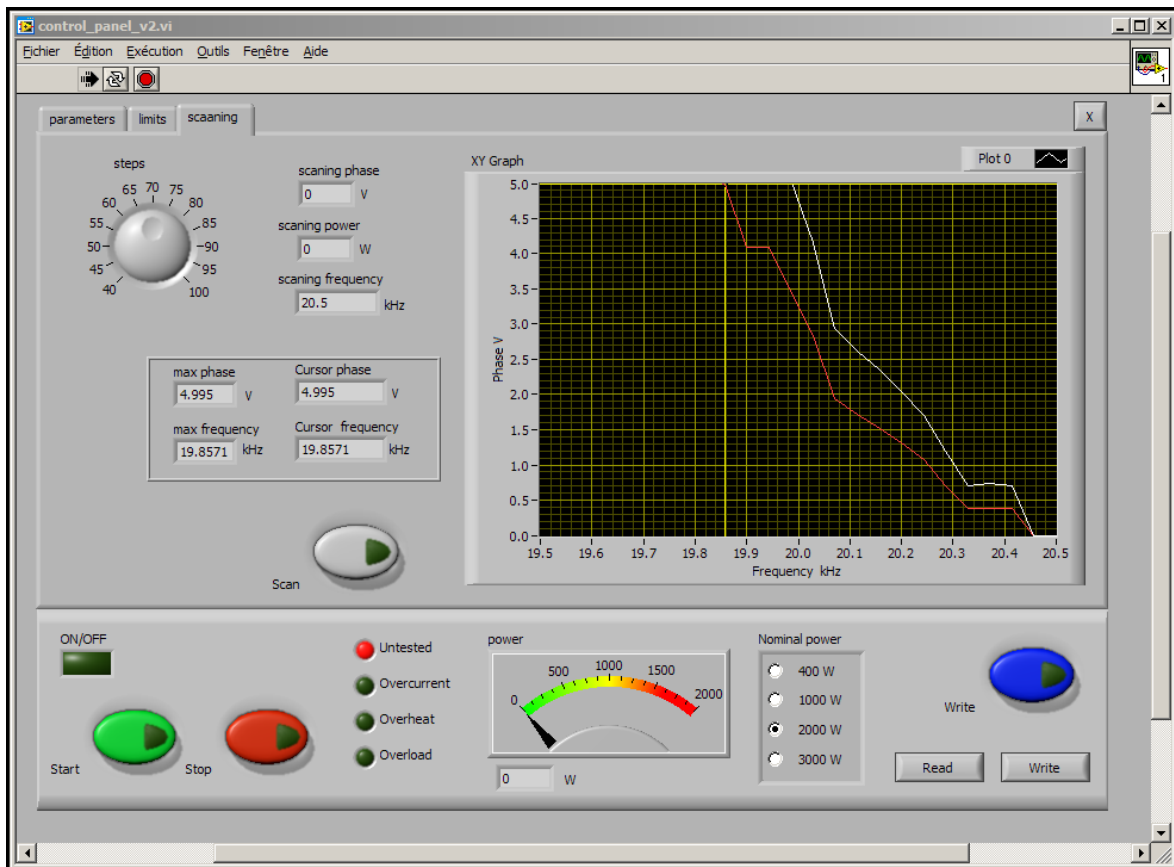 control_panel_v2.vi
Fichier Édition Exécution Outils Fenêtre Aide
1
parameters limits scaaning X
steps
40 45 50 55 60 65 70 75 80 85 90 95 100
scaning phase
0 V
scaning power
0 W
scaning frequency
20.5 kHz
max phase Cursor phase
4.995 V 4.995 V
max frequency Cursor frequency
19.8571 kHz 19.8571 kHz
Scan
XY Graph Plot 0
5.0
4.5
4.0
3.5
3.0
2.5
2.0
1.5
1.0
0.5
0.0
Phase V
19.5 19.6 19.7 19.8 19.9 20.0 20.1 20.2 20.3 20.4 20.5
Frequency kHz
ON/OFF
Start Stop
Untested
Overcurrent
Overheat
Overload
power
0 500 1000 1500 2000
0 W
Nominal power
400 W
1000 W
2000 W
3000 W
Write
Read Write